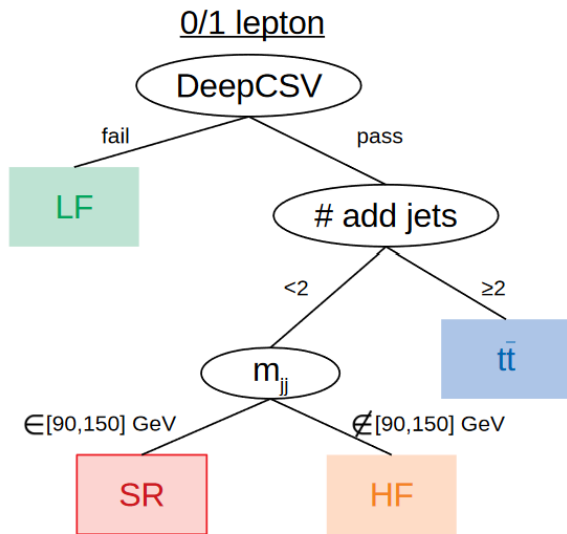 0/1 lepton
DeepCSV
fail
pass
LF
# add jets
<2
≥2
tt̄
m_jj
∈[90,150] GeV
∉[90,150] GeV
SR
HF